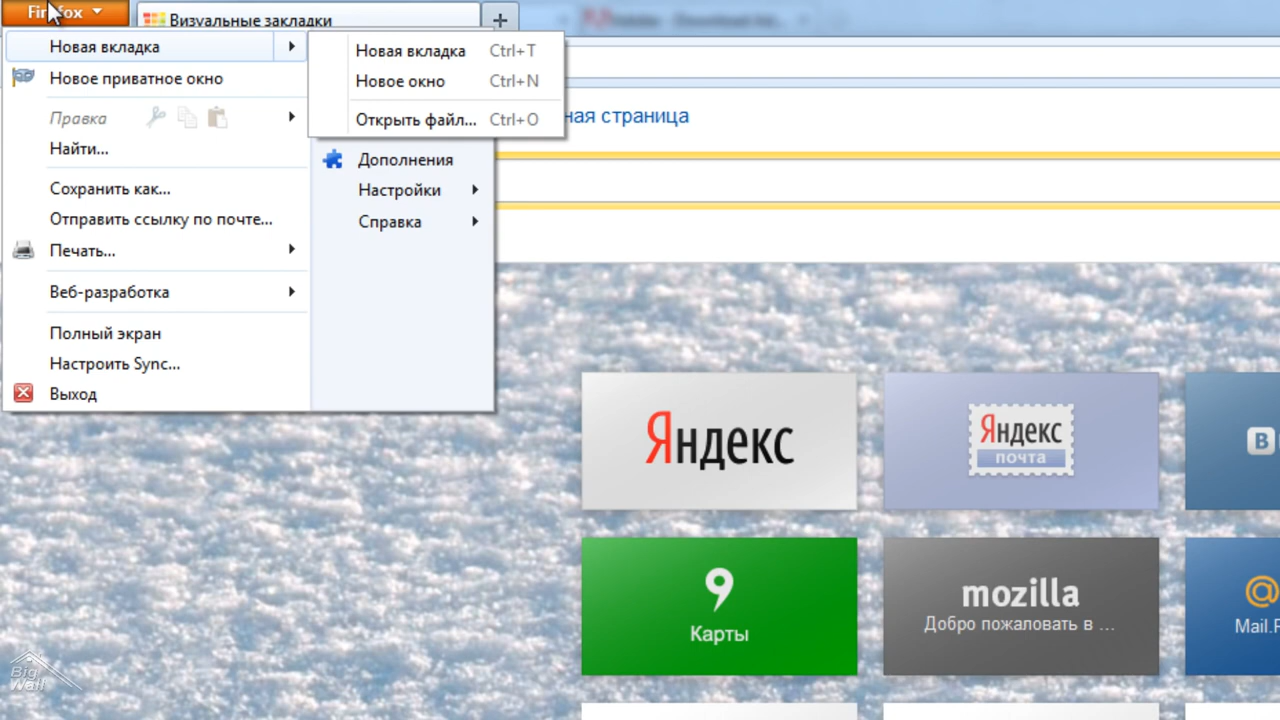 Firefox
Визуальные закладки
Новая вкладка
Новое приватное окно
Правка
Найти...
Сохранить как...
Отправить ссылку по почте...
Печать...
Веб-разработка
Полный экран
Настроить Sync...
Выход
Новая вкладка Ctrl+T
Новое окно Ctrl+N
Открыть файл... Ctrl+O
Дополнения
Настройки
Справка
страница
Яндекс
Яндекс
почта
В
Карты
mozilla
Добро пожаловать в ...
@
Big
Wall